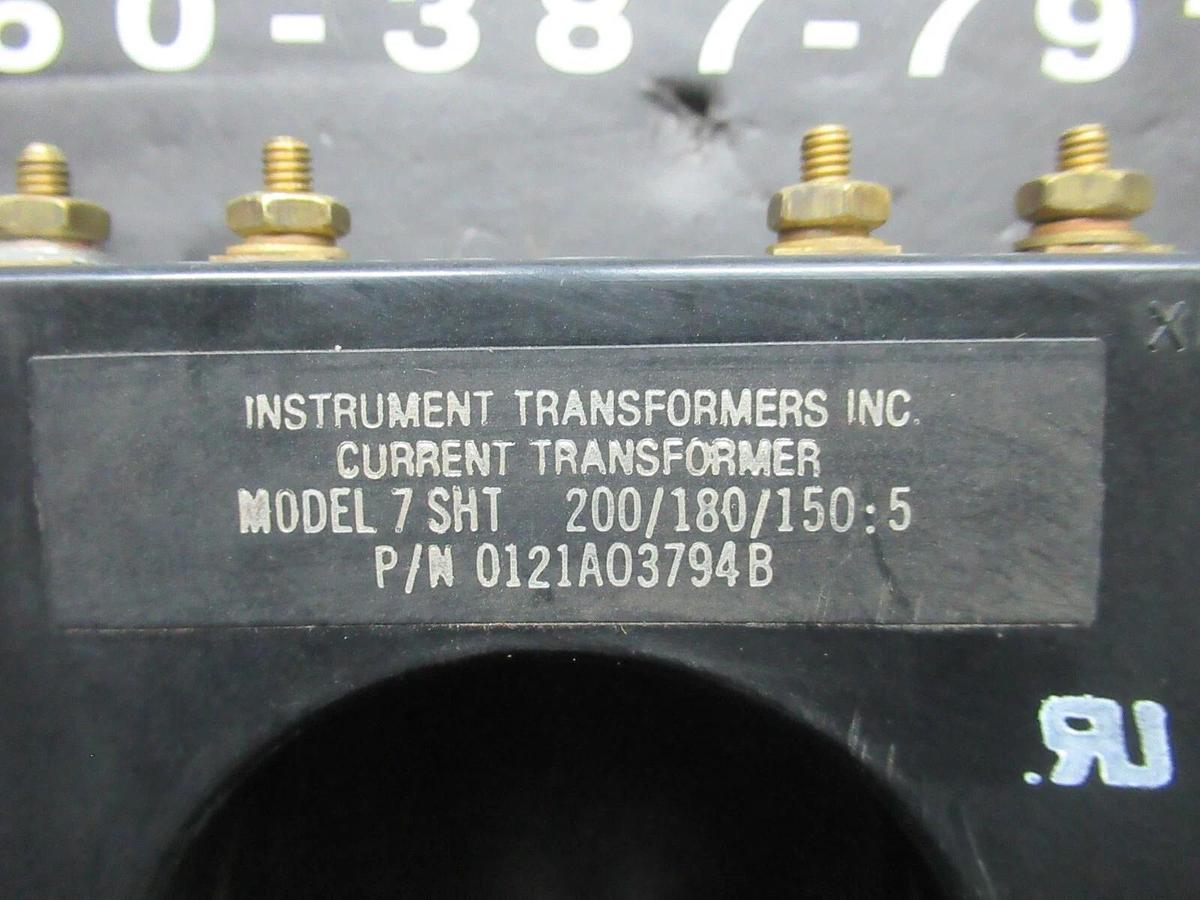 60-387-79
INSTRUMENT TRANSFORMERS INC.
CURRENT TRANSFORMER
MODEL 7 SHT 200/180/150:5
P/N 0121A03794B
X
RU